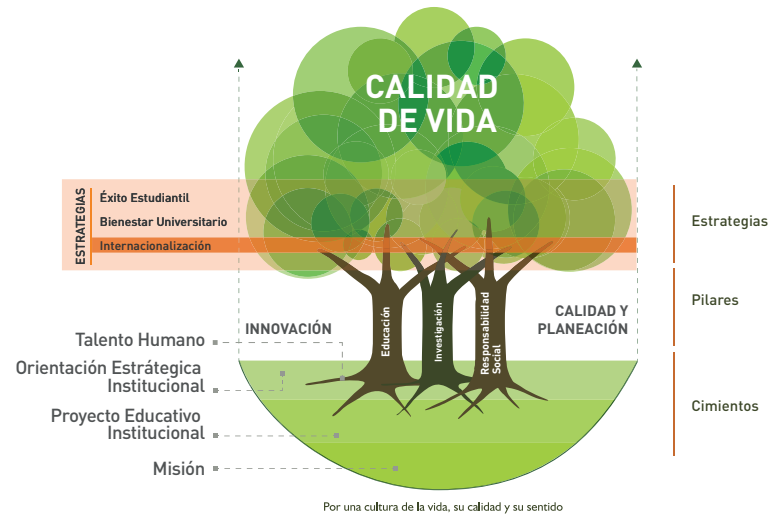 CALIDAD
DE VIDA
ESTRATEGIAS
Éxito Estudiantil
Bienestar Universitario
Internacionalización
Estrategias
Pilares
Cimientos
INNOVACIÓN
CALIDAD Y
PLANEACIÓN
Educación
Investigación
Responsabilidad
Social
Talento Humano
Orientación Estrátegica
Institucional
Proyecto Educativo
Institucional
Misión
Por una cultura de la vida, su calidad y su sentido